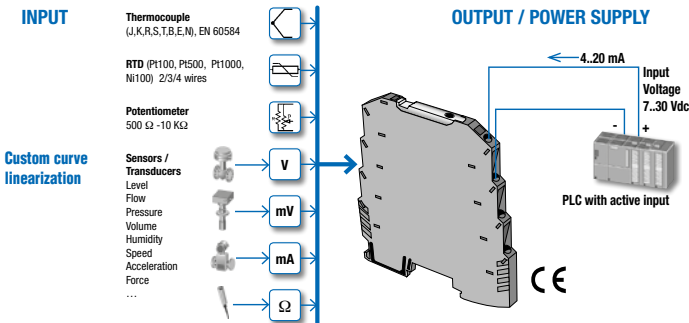 INPUT
Thermocouple
(J,K,R,S,T,B,E,N), EN 60584
RTD (Pt100, Pt500, Pt1000,
Ni100) 2/3/4 wires
Potentiometer
500 Ω -10 KΩ
Custom curve
linearization
Sensors /
Transducers
Level
Flow
Pressure
Volume
Humidity
Speed
Acceleration
Force
...
V
mV
mA
Ω
OUTPUT / POWER SUPPLY
4..20 mA
Input
Voltage
7..30 Vdc
- +
PLC with active input
CE